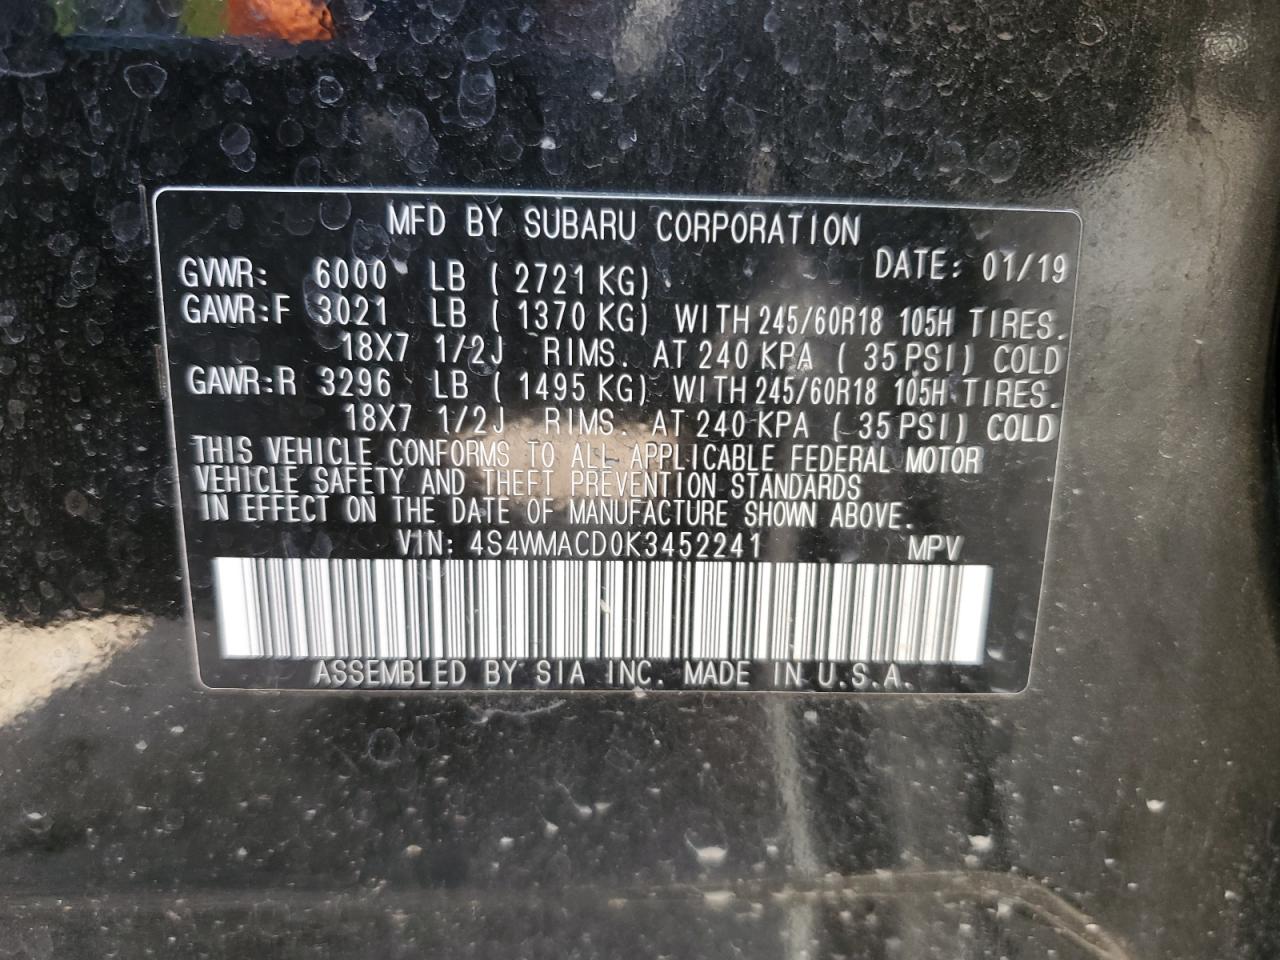 MFD BY SUBARU CORPORATION
DATE: 01/19
GVWR: 6000 LB ( 2721 KG)
GAWR:F 3021 LB ( 1370 KG) WITH 245/60R18 105H TIRES.
18X7 1/2J RIMS. AT 240 KPA ( 35 PSI) COLD
GAWR:R 3296 LB ( 1495 KG) WITH 245/60R18 105H TIRES.
18X7 1/2J RIMS. AT 240 KPA ( 35 PSI) COLD
THIS VEHICLE CONFORMS TO ALL APPLICABLE FEDERAL MOTOR
VEHICLE SAFETY AND THEFT PREVENTION STANDARDS
IN EFFECT ON THE DATE OF MANUFACTURE SHOWN ABOVE.
VIN: 4S4WMACD0K3452241 MPV
ASSEMBLED BY SIA INC. MADE IN U.S.A.